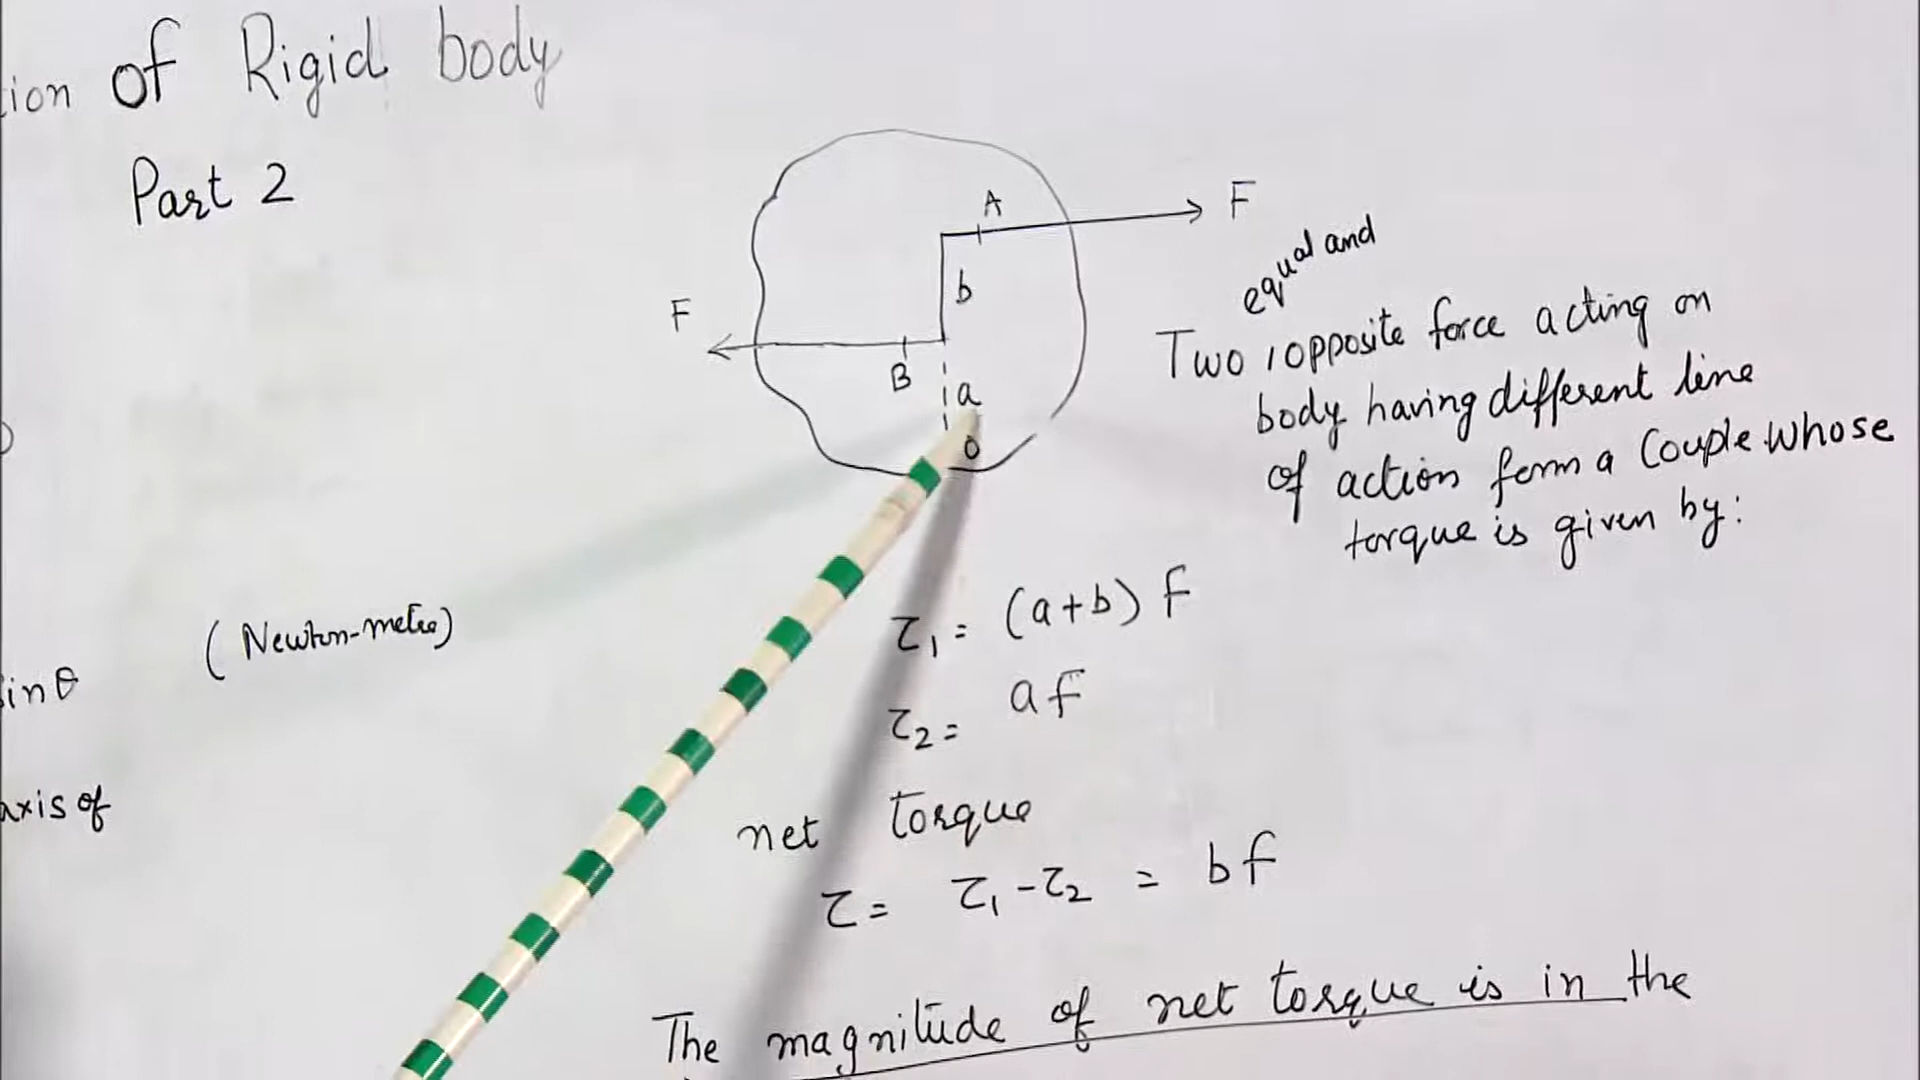 ion of Rigid body
Part 2
A
F
b
F
B
a
o
equal and
Two , opposite force acting on
body having different line
of action form a Couple whose
torque is given by:
(Newton-metre)
in θ
axis of
τ₁ = (a+b) F
τ₂ = aF
net torque
τ = τ₁ - τ₂ = bF
The magnitude of net torque is in the